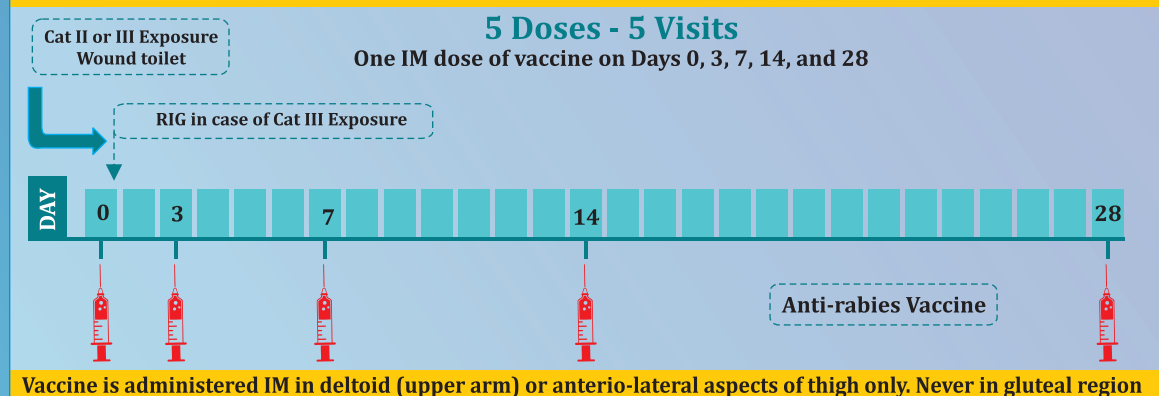 5 Doses - 5 Visits
One IM dose of vaccine on Days 0, 3, 7, 14, and 28
Cat II or III Exposure
Wound toilet
RIG in case of Cat III Exposure
DAY
0 3 7 14 28
Anti-rabies Vaccine
Vaccine is administered IM in deltoid (upper arm) or anterio-lateral aspects of thigh only. Never in gluteal region